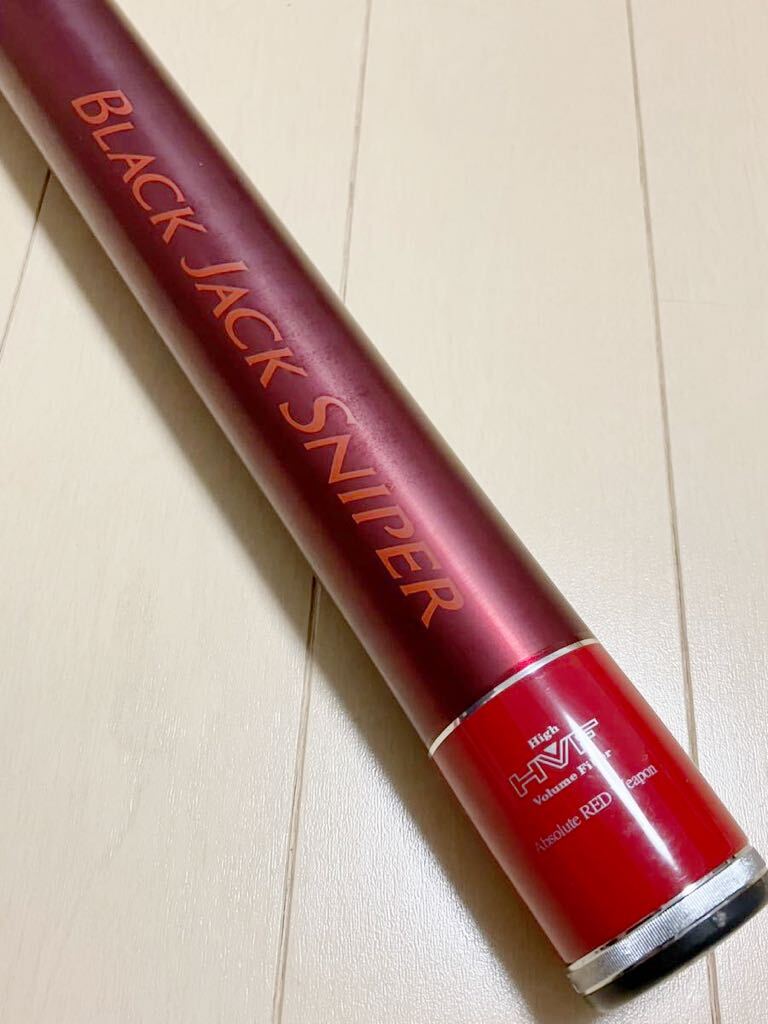 BLACK JACK SNIPER
High
HVF
Volume Fiber
Absolute RED Weapon